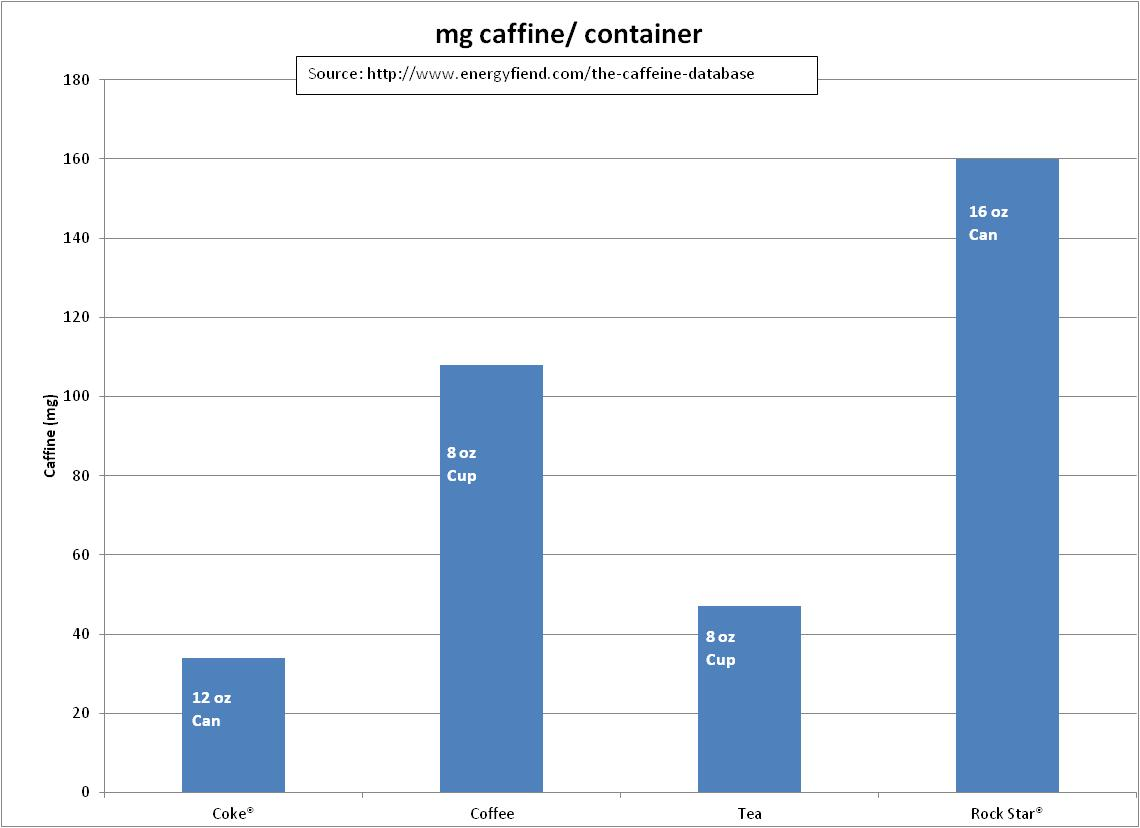 mg caffine/ container
Source: http://www.energyfiend.com/the-caffeine-database
180
160
140
120
100
80
60
40
20
0
Caffine (mg)
12 oz
Can
8 oz
Cup
8 oz
Cup
16 oz
Can
Coke®
Coffee
Tea
Rock Star®